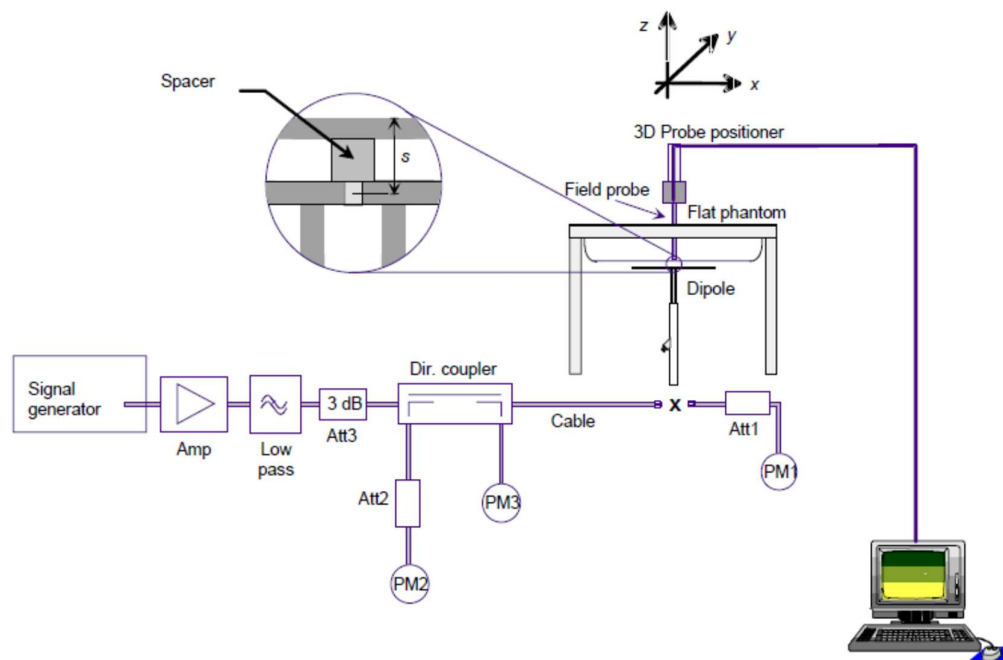 z
y
x
Spacer
s
3D Probe positioner
Field probe
Flat phantom
Dipole
Signal
generator
Amp
Low
pass
3 dB
Att3
Dir. coupler
Cable
X
Att1
PM1
Att2
PM3
PM2